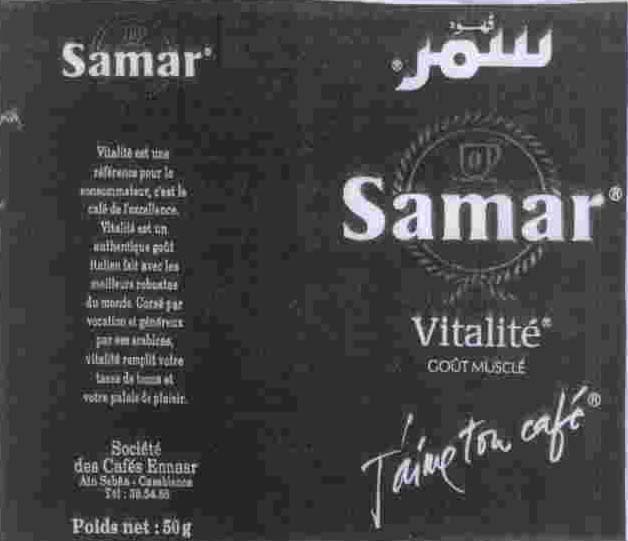 Samar®
Vitalité est une
référence pour le
consommateur, c'est le
café de l'excellence.
Vitalité est un
authentique goût
italien fait avec les
meilleurs robustas
du monde. Corsé par
vocation et généreux
par ses arabicas,
vitalité remplit votre
tasse de tonus et
votre palais de plaisir.
Société
des Cafés Ennasr
Aïn Sebâa - Casablanca
Poids net : 50 g
قهوة
سمر®
Samar®
Vitalité®
GOÛT MUSCLÉ
J'aime ton café®